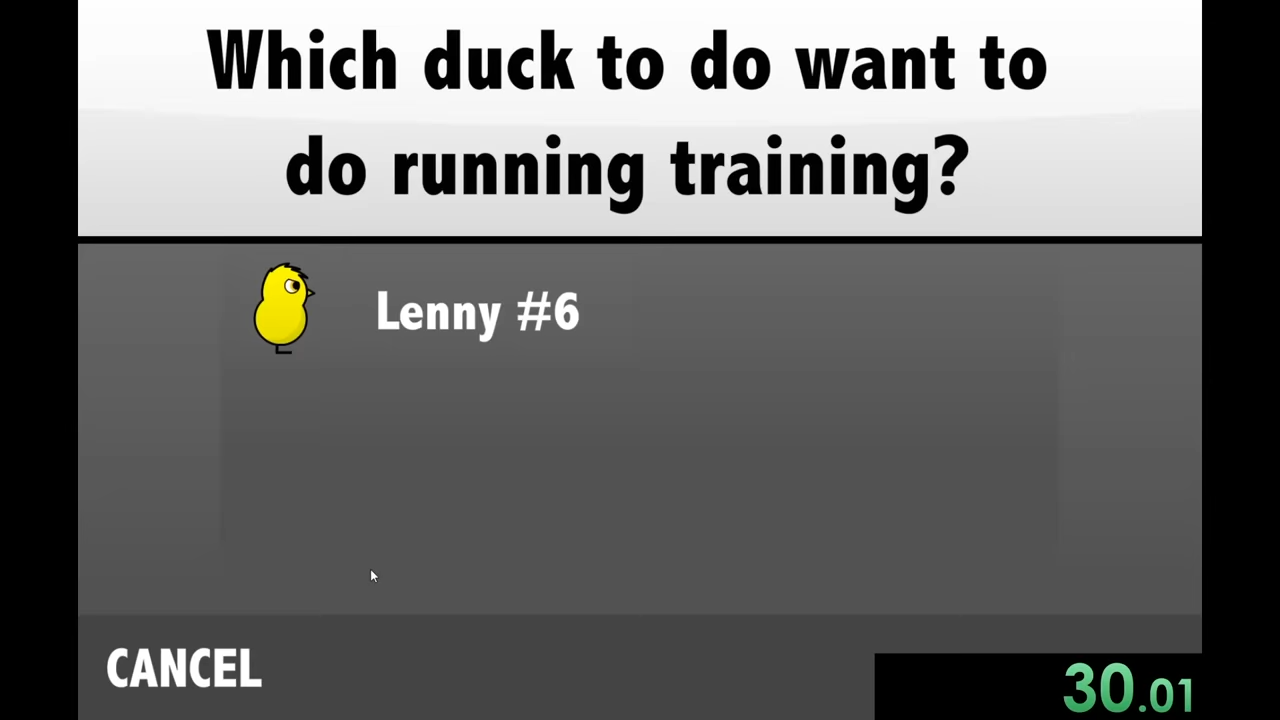 Which duck to do want to
do running training?
Lenny #6
CANCEL
30.01